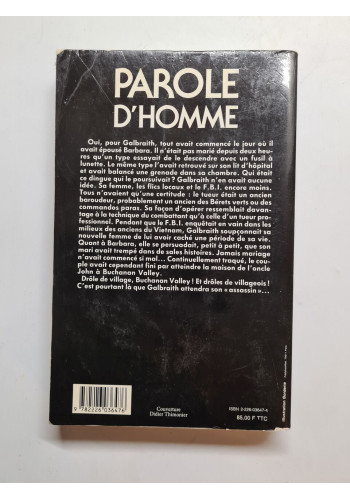 PAROLE
D'HOMME
Oui, pour Galbraith, tout avait commencé le jour où il
avait épousé Barbara. Il n'était pas marié depuis deux heu-
res qu'un type essayait de le descendre avec un fusil à
lunette. Le même type l'avait retrouvé sur son lit d'hôpital
et avait balancé une grenade dans sa chambre. Qui était
ce dingue qui le poursuivait ? Galbraith n'en avait aucune
idée. Sa femme, les flics locaux et le F.B.I. encore moins.
Tous n'avaient qu'une certitude : le tueur était un ancien
baroudeur, probablement un ancien des Bérets verts ou des
commandos paras. Sa façon d'opérer ressemblait davan-
tage à la technique du combattant qu'à celle d'un tueur pro-
fessionnel. Pendant que le F.B.I. enquêtait en vain dans les
milieux des anciens du Vietnam, Galbraith soupçonnait sa
nouvelle femme de lui avoir caché une période de sa vie.
Quant à Barbara, elle se persuadait, petit à petit, que son
mari avait trempé dans de sales histoires. Jamais mariage
n'avait commencé si mal... Continuellement traqué, le cou-
ple avait cependant fini par atteindre la maison de l'oncle
John à Buchanan Valley.
Drôle de village, Buchanan Valley ! Et drôles de villageois !
C'est pourtant là que Galbraith attendra son « assassin »...
9 782226 036476
Couverture
Didier Thimonier
ISBN 2-226-03647-4
85,00 F TTC